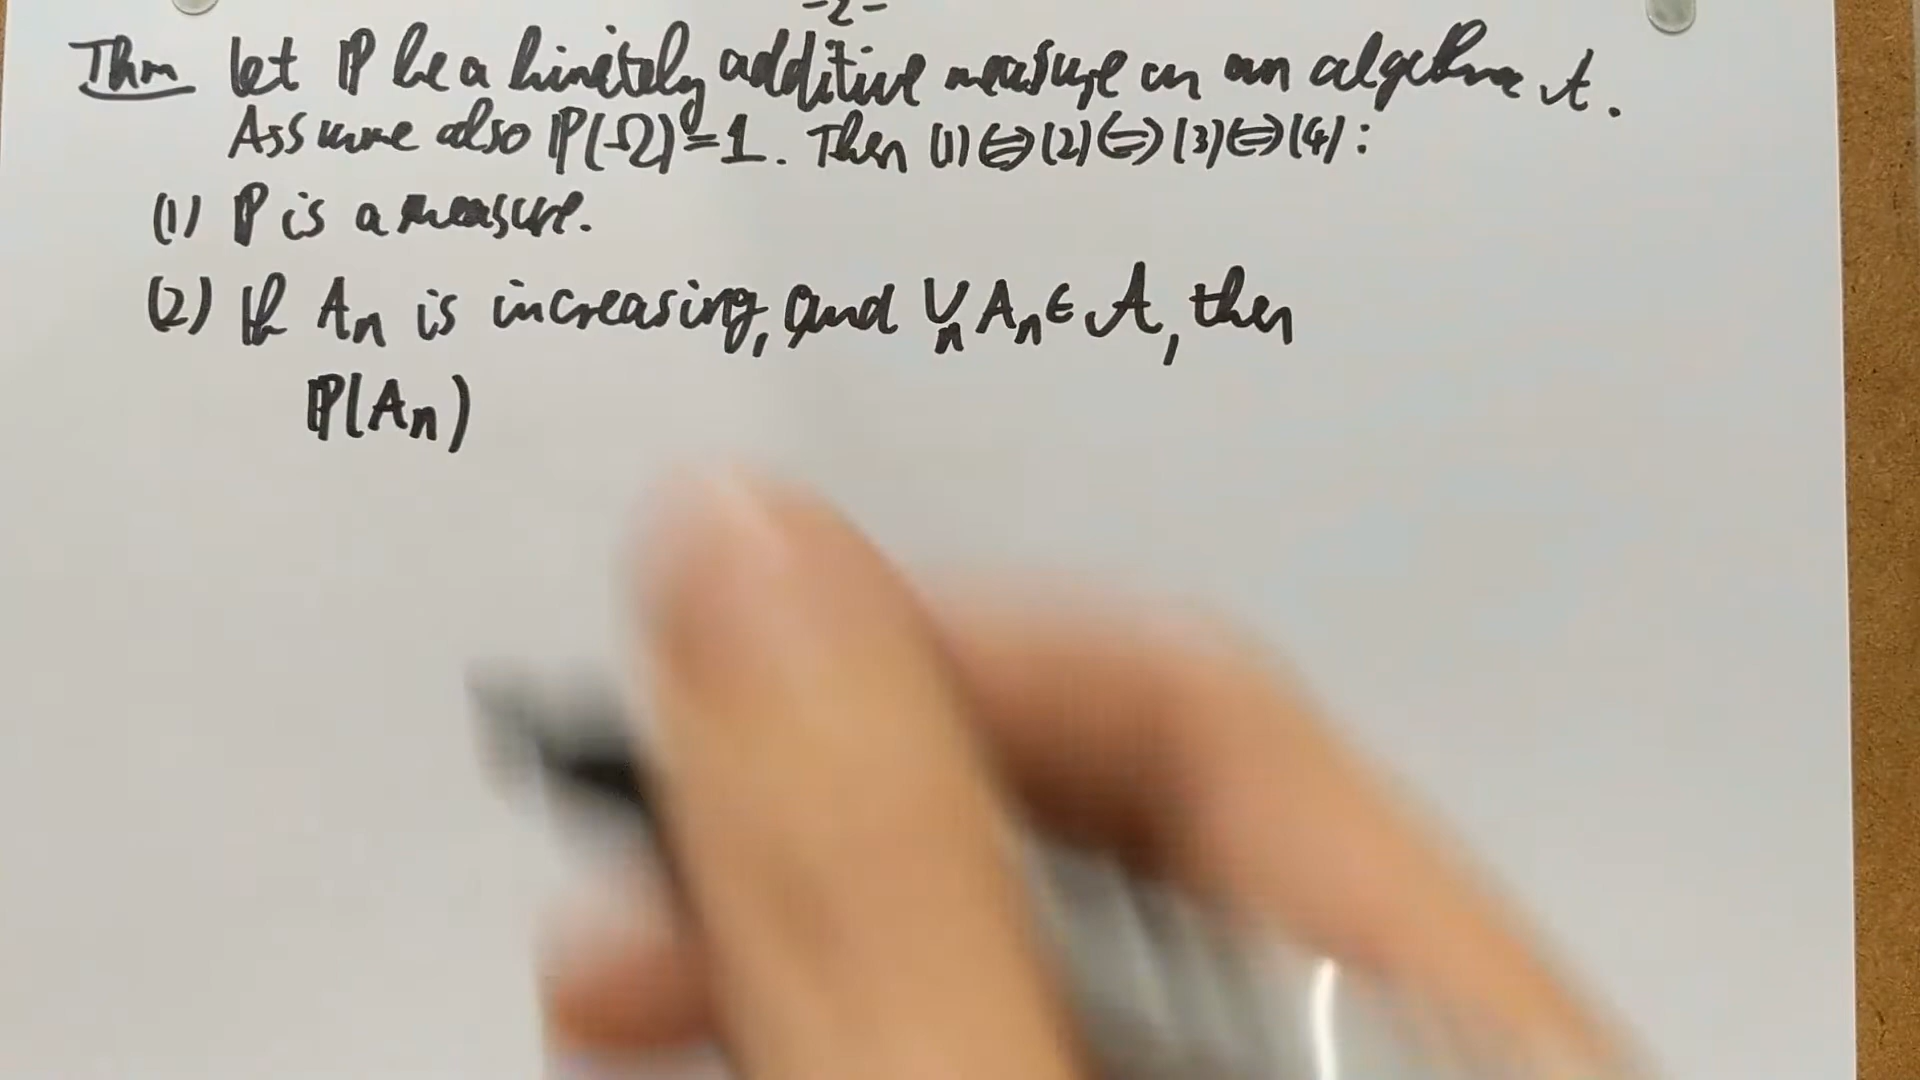 -2-
Thm Let ℙ be a finitely additive measure on an algebra 𝒜.
Assume also ℙ(Ω)=1. Then (1)⇔(2)⇔(3)⇔(4):
(1) ℙ is a measure.
(2) If Aₙ is increasing, and ∪ₙ Aₙ ∈ 𝒜, then
ℙ(Aₙ)